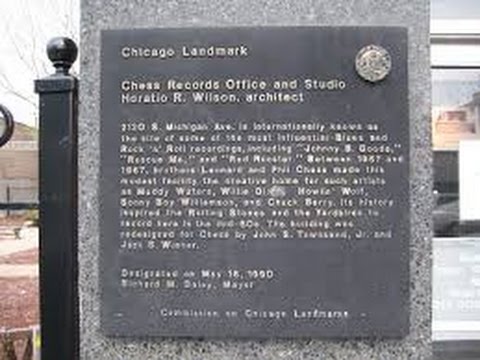 Chicago Landmark
Chess Records Office and Studio
Horatio R. Wilson, architect
2120 S. Michigan Ave. is internationally known as
the site of some of the most influential Blues and
Rock 'n' Roll recordings, including "Johnny B. Goode,"
"Rescue Me," and "Red Rooster." Between 1957 and
1967, brothers Leonard and Phil Chess made this
modest facility the creative home for such artists
as Muddy Waters, Willie Dixon, Howlin' Wolf,
Sonny Boy Williamson, and Chuck Berry. Its history
inspired the Rolling Stones and the Yardbirds to
record here in the mid-60s. The building was
redesigned for Chess by John S. Townsend, Jr. and
Jack S. Wiener.
Designated on May 16, 1990
Richard M. Daley, Mayor
Commission on Chicago Landmarks